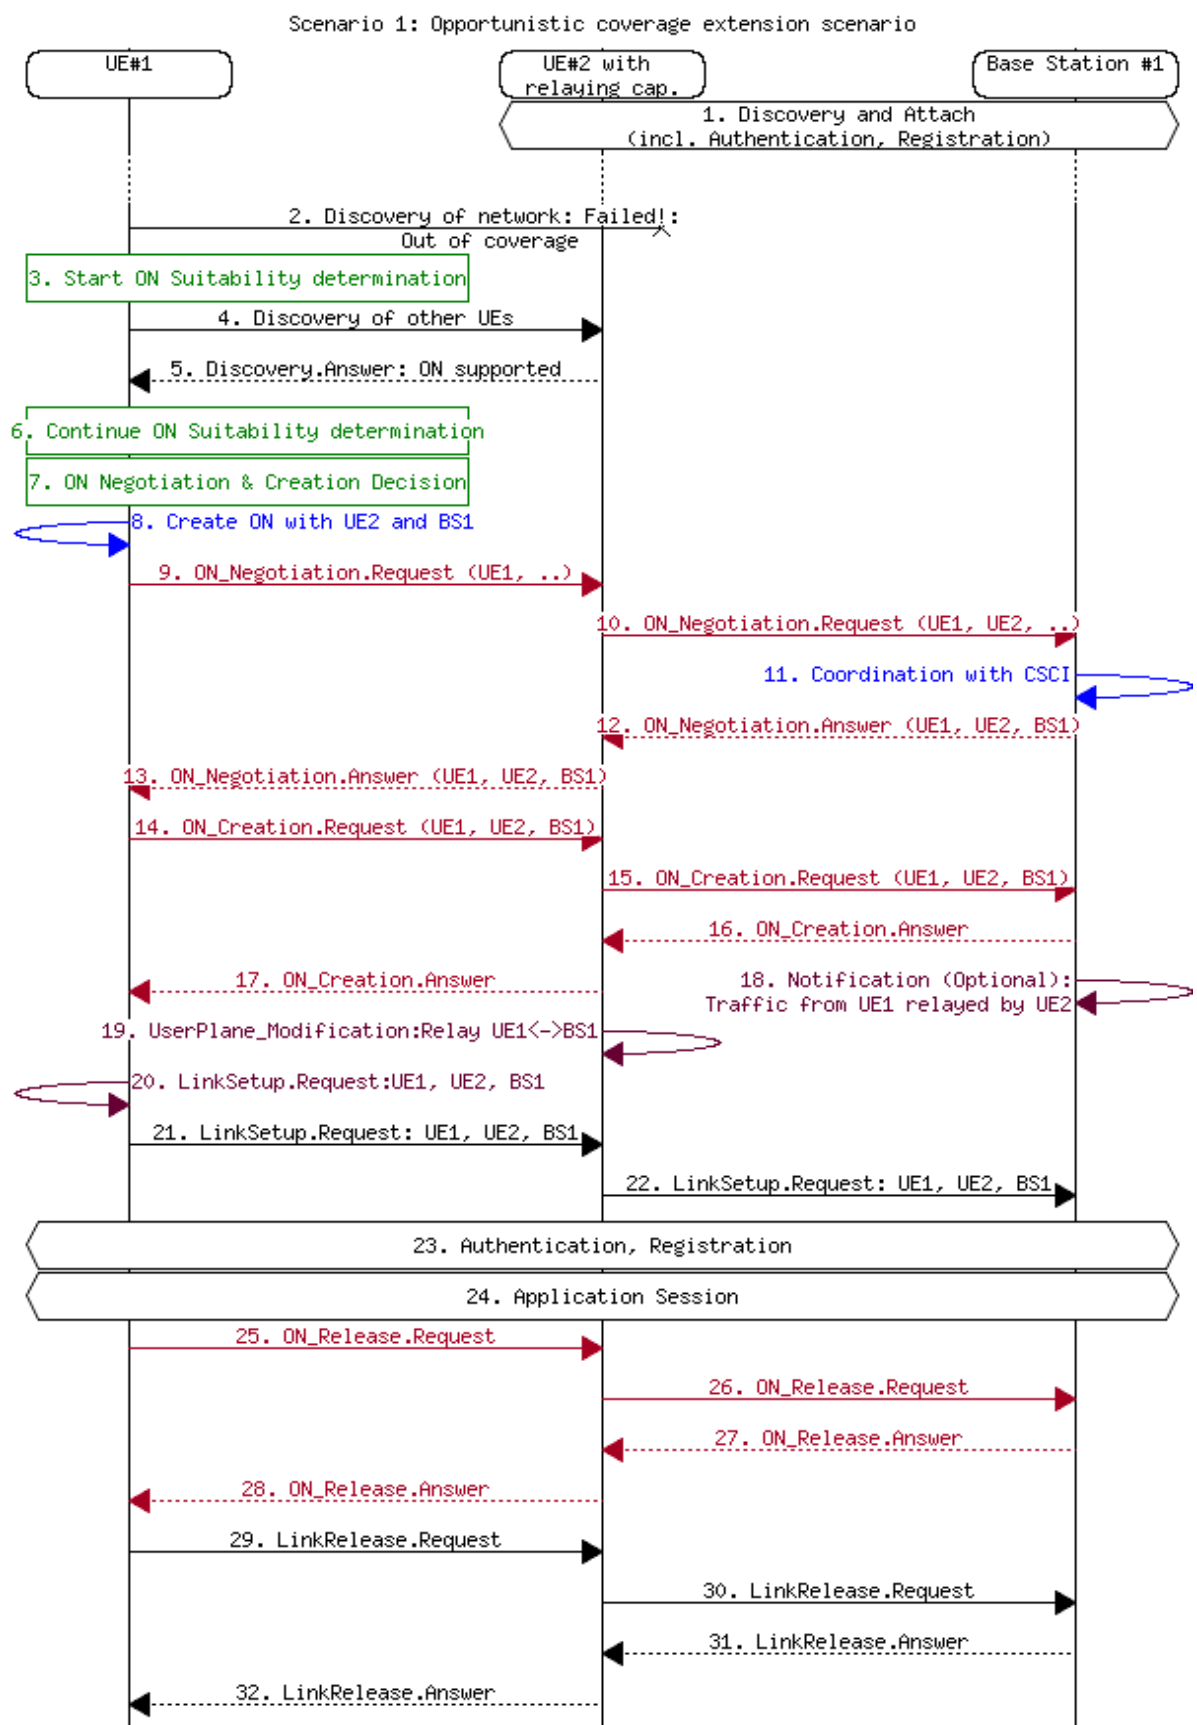 Scenario 1: Opportunistic coverage extension scenario
UE#1
UE#2 with
relaying cap.
Base Station #1
1. Discovery and Attach
(incl. Authentication, Registration)
2. Discovery of network: Failed!:
Out of coverage
3. Start ON Suitability determination
4. Discovery of other UEs
5. Discovery.Answer: ON supported
6. Continue ON Suitability determination
7. ON Negotiation & Creation Decision
8. Create ON with UE2 and BS1
9. ON_Negotiation.Request (UE1, ..)
10. ON_Negotiation.Request (UE1, UE2, ..)
11. Coordination with CSCI
12. ON_Negotiation.Answer (UE1, UE2, BS1)
13. ON_Negotiation.Answer (UE1, UE2, BS1)
14. ON_Creation.Request (UE1, UE2, BS1)
15. ON_Creation.Request (UE1, UE2, BS1)
16. ON_Creation.Answer
17. ON_Creation.Answer
18. Notification (Optional):
Traffic from UE1 relayed by UE2
19. UserPlane_Modification:Relay UE1<->BS1
20. LinkSetup.Request:UE1, UE2, BS1
21. LinkSetup.Request: UE1, UE2, BS1
22. LinkSetup.Request: UE1, UE2, BS1
23. Authentication, Registration
24. Application Session
25. ON_Release.Request
26. ON_Release.Request
27. ON_Release.Answer
28. ON_Release.Answer
29. LinkRelease.Request
30. LinkRelease.Request
31. LinkRelease.Answer
32. LinkRelease.Answer